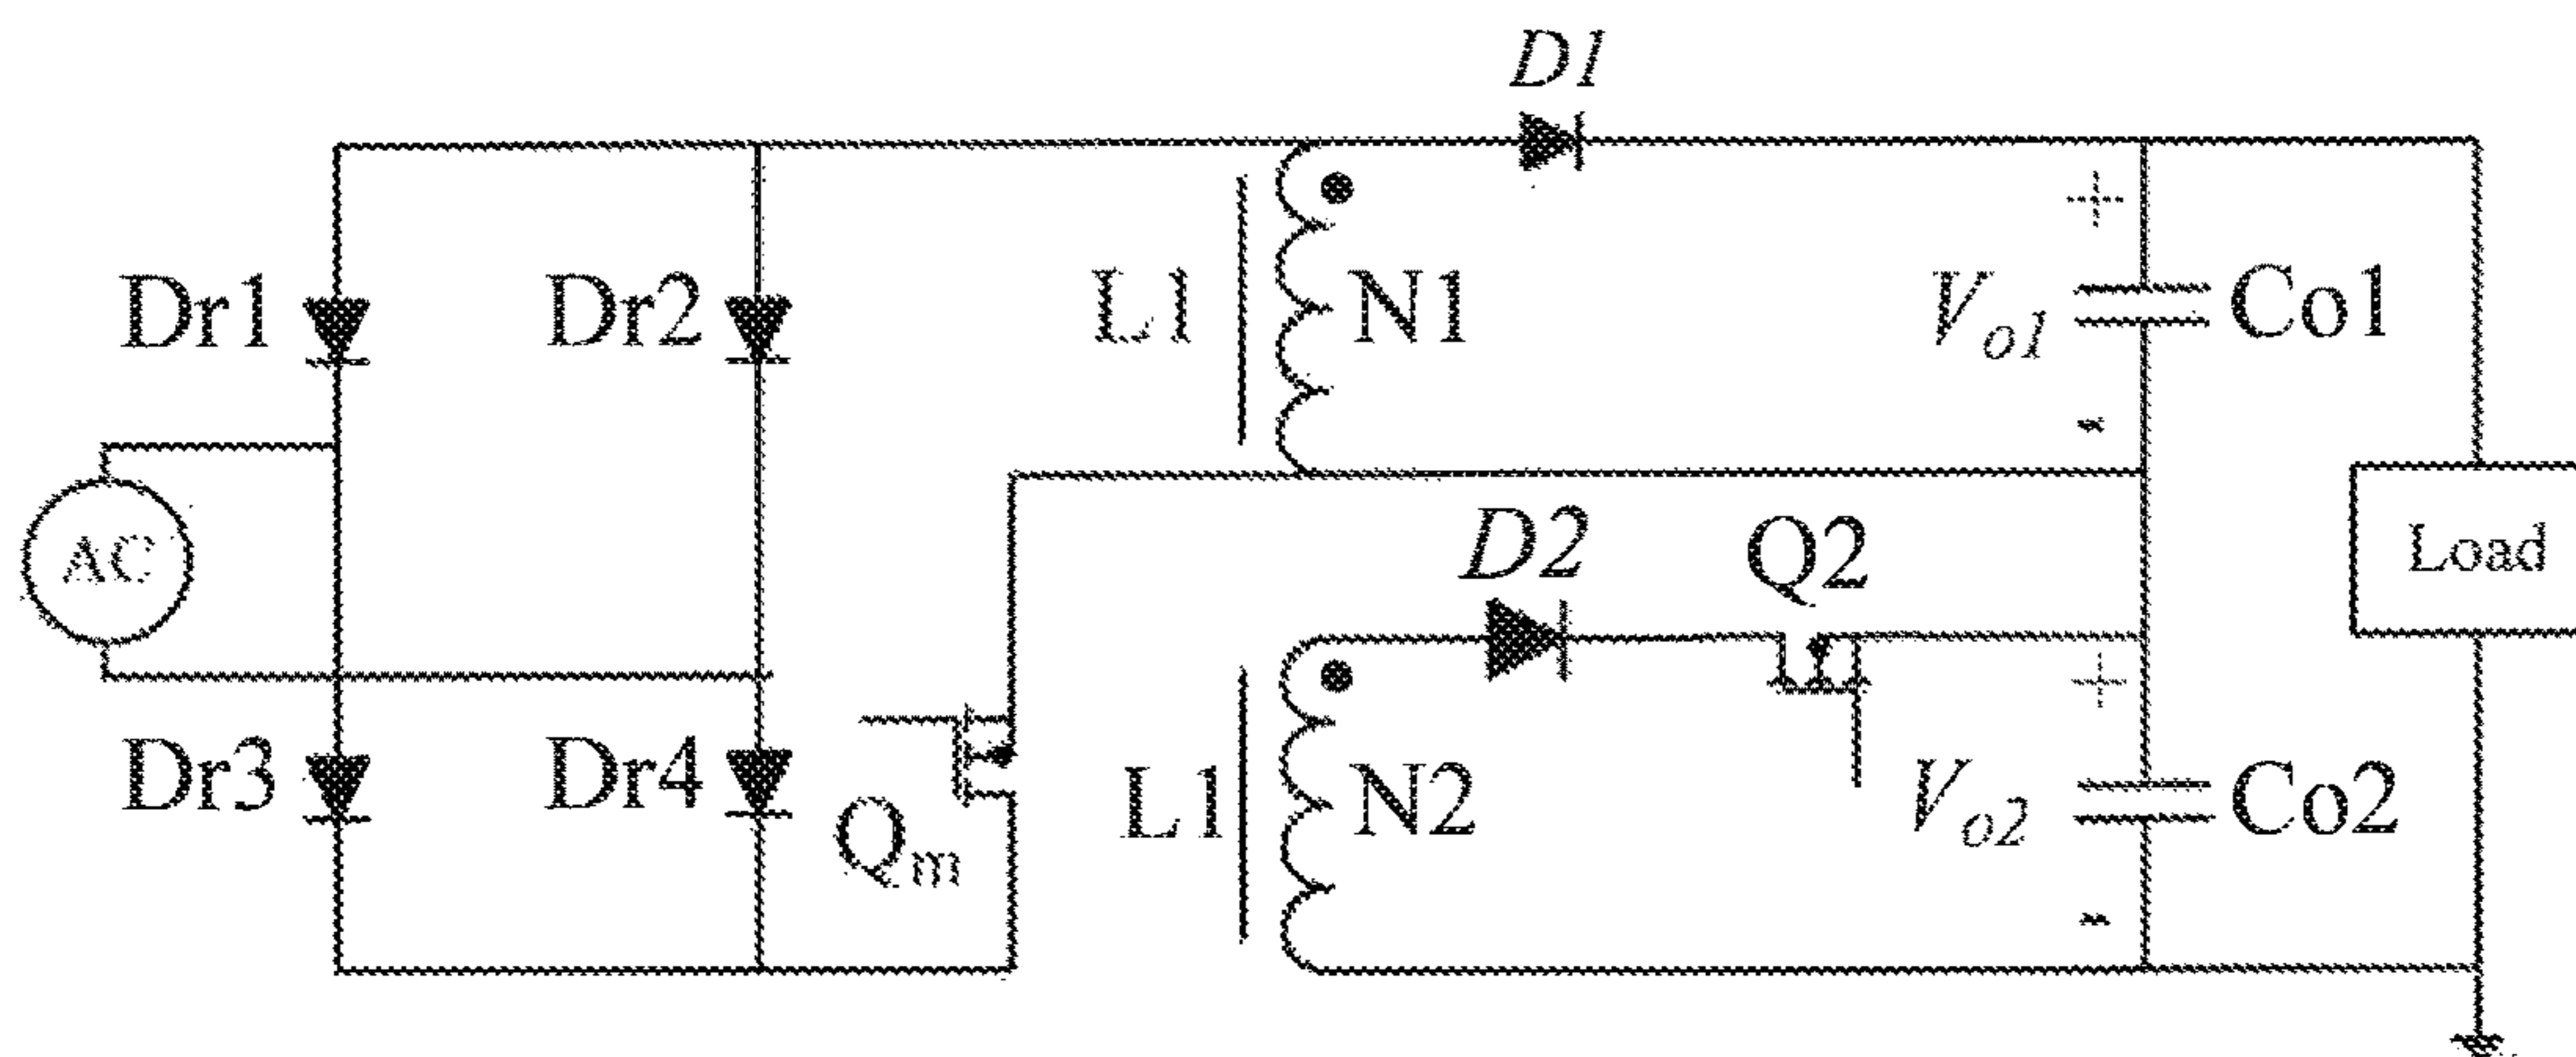 D1
Dr1 Dr2 L1 N1 Vo1 + - Co1
AC D2 Q2 Load
Dr3 Dr4 Qm L1 N2 Vo2 + - Co2